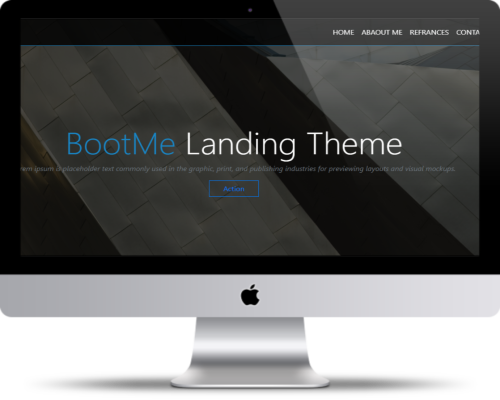 HOME ABAOUT ME REFRANCES CONTA
BootMe Landing Theme
rem ipsum is placeholder text commonly used in the graphic, print, and publishing industries for previewing layouts and visual mockups.
Action